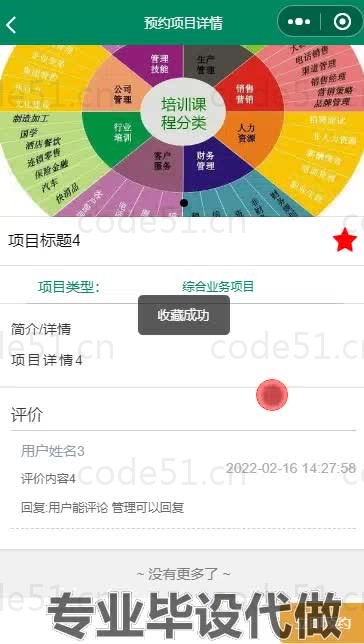 预约项目详情
管理技能
生产管理
公司管理
销售营销
培训课程分类
行业培训
人力资源
客户服务
财务管理
电话销售
渠道管理
营销策略
品牌管理
制造加工
国学
酒店餐饮
连锁零售
保险金融
汽车
快消品
code51.cn
项目标题4
项目类型：
综合业务项目
收藏成功
简介/详情
code51.cn
项目详情4
评价
用户姓名3
2022-02-16 14:27:58
评价内容4
code51.cn
回复:用户能评论 管理可以回复
~ 没有更多了 ~
专业毕设代做